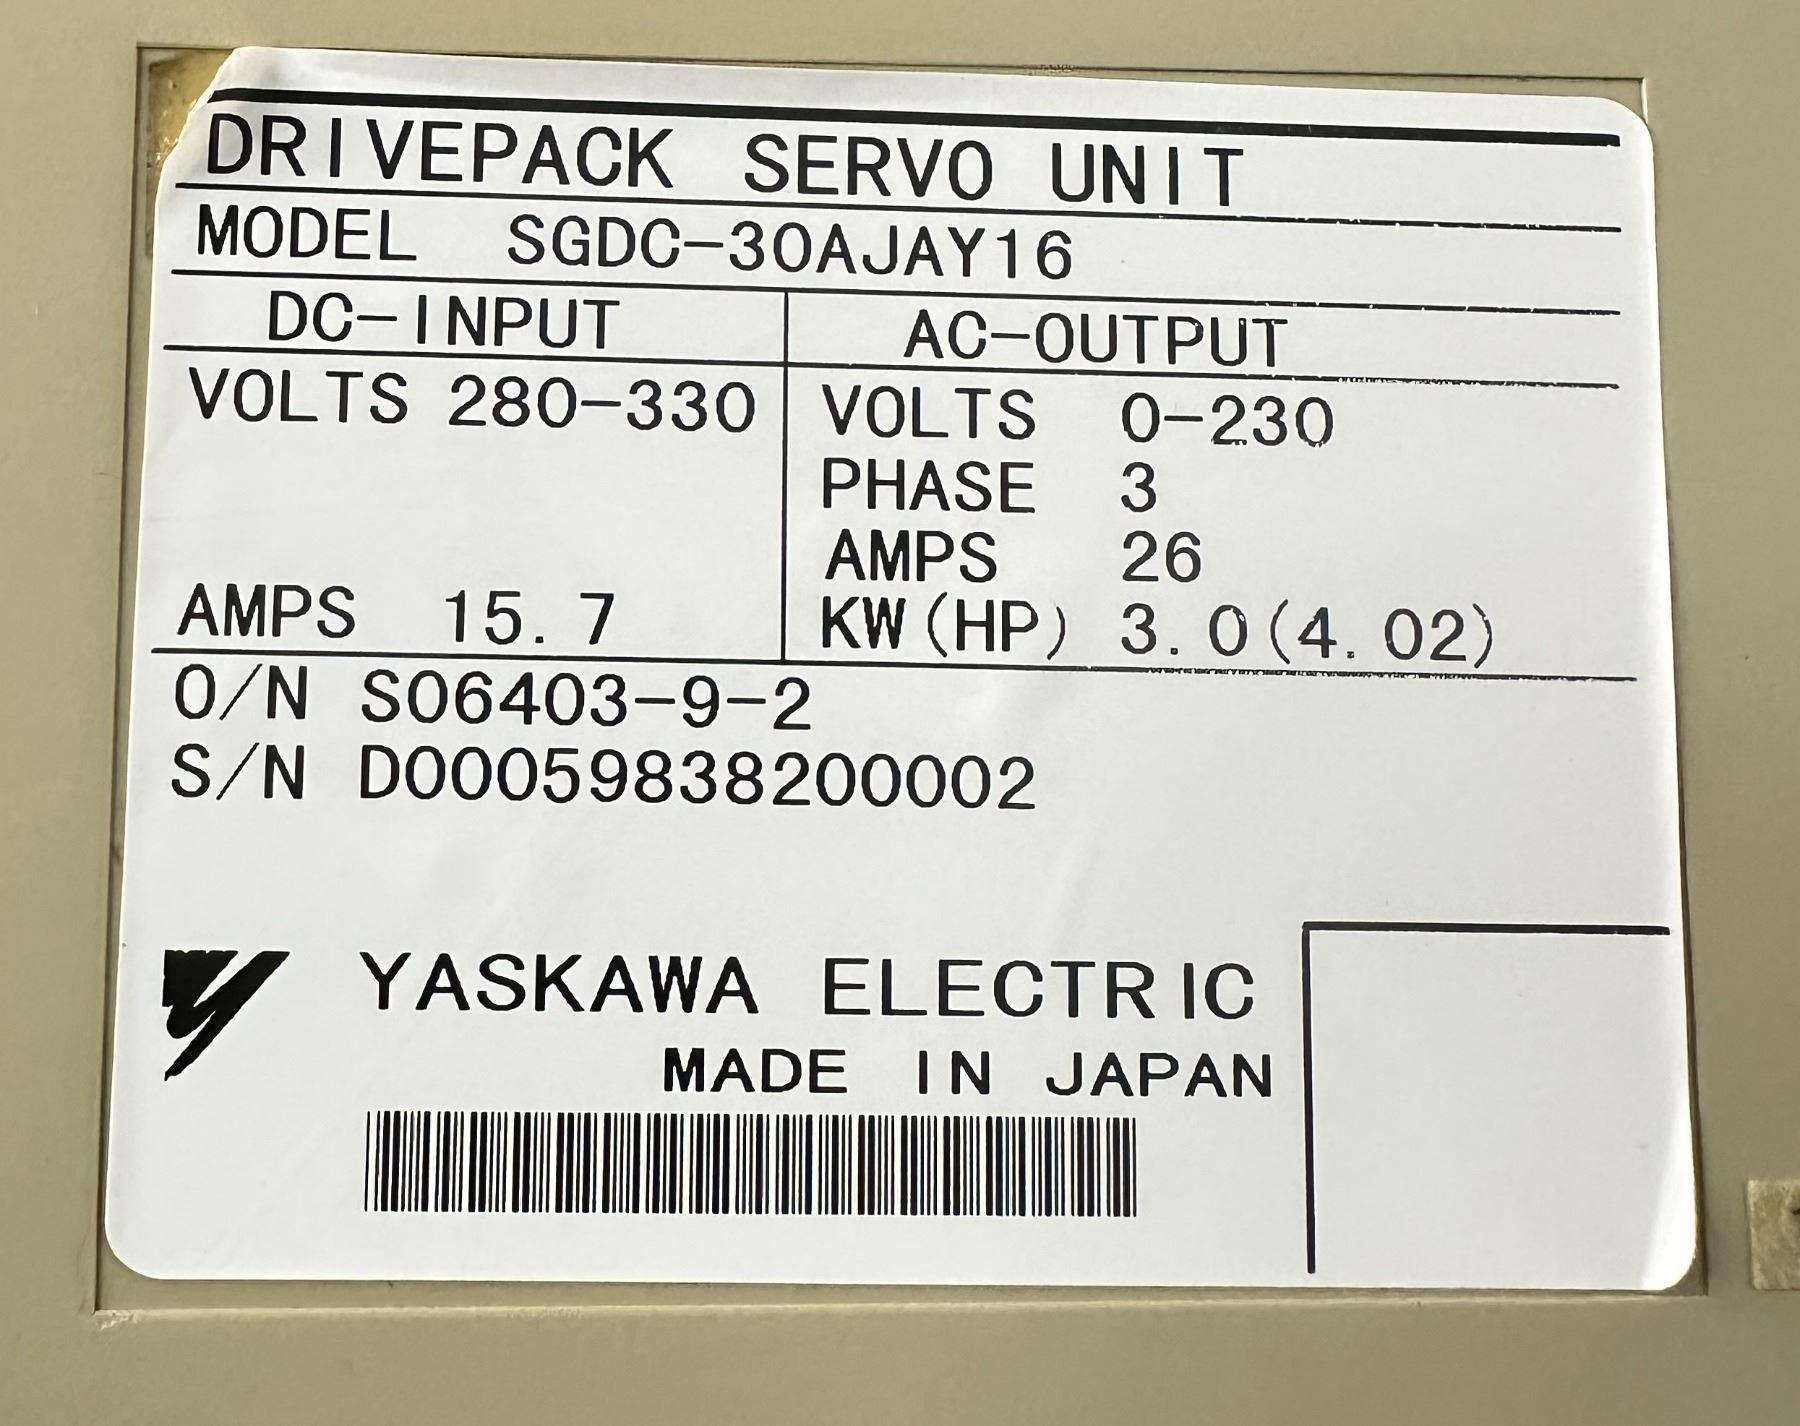 DRIVEPACK SERVO UNIT
MODEL SGDC-30AJAY16
DC-INPUT AC-OUTPUT
VOLTS 280-330 VOLTS 0-230
PHASE 3
AMPS 26
AMPS 15.7 KW(HP) 3.0(4.02)
O/N S06403-9-2
S/N D00059838200002
YASKAWA ELECTRIC
MADE IN JAPAN